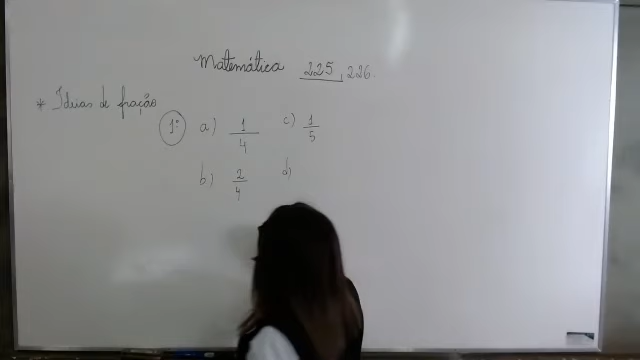 Matemática 225, 226.
* Ideias de fração
1º a) 1/4 c) 1/5
b) 2/4 d)